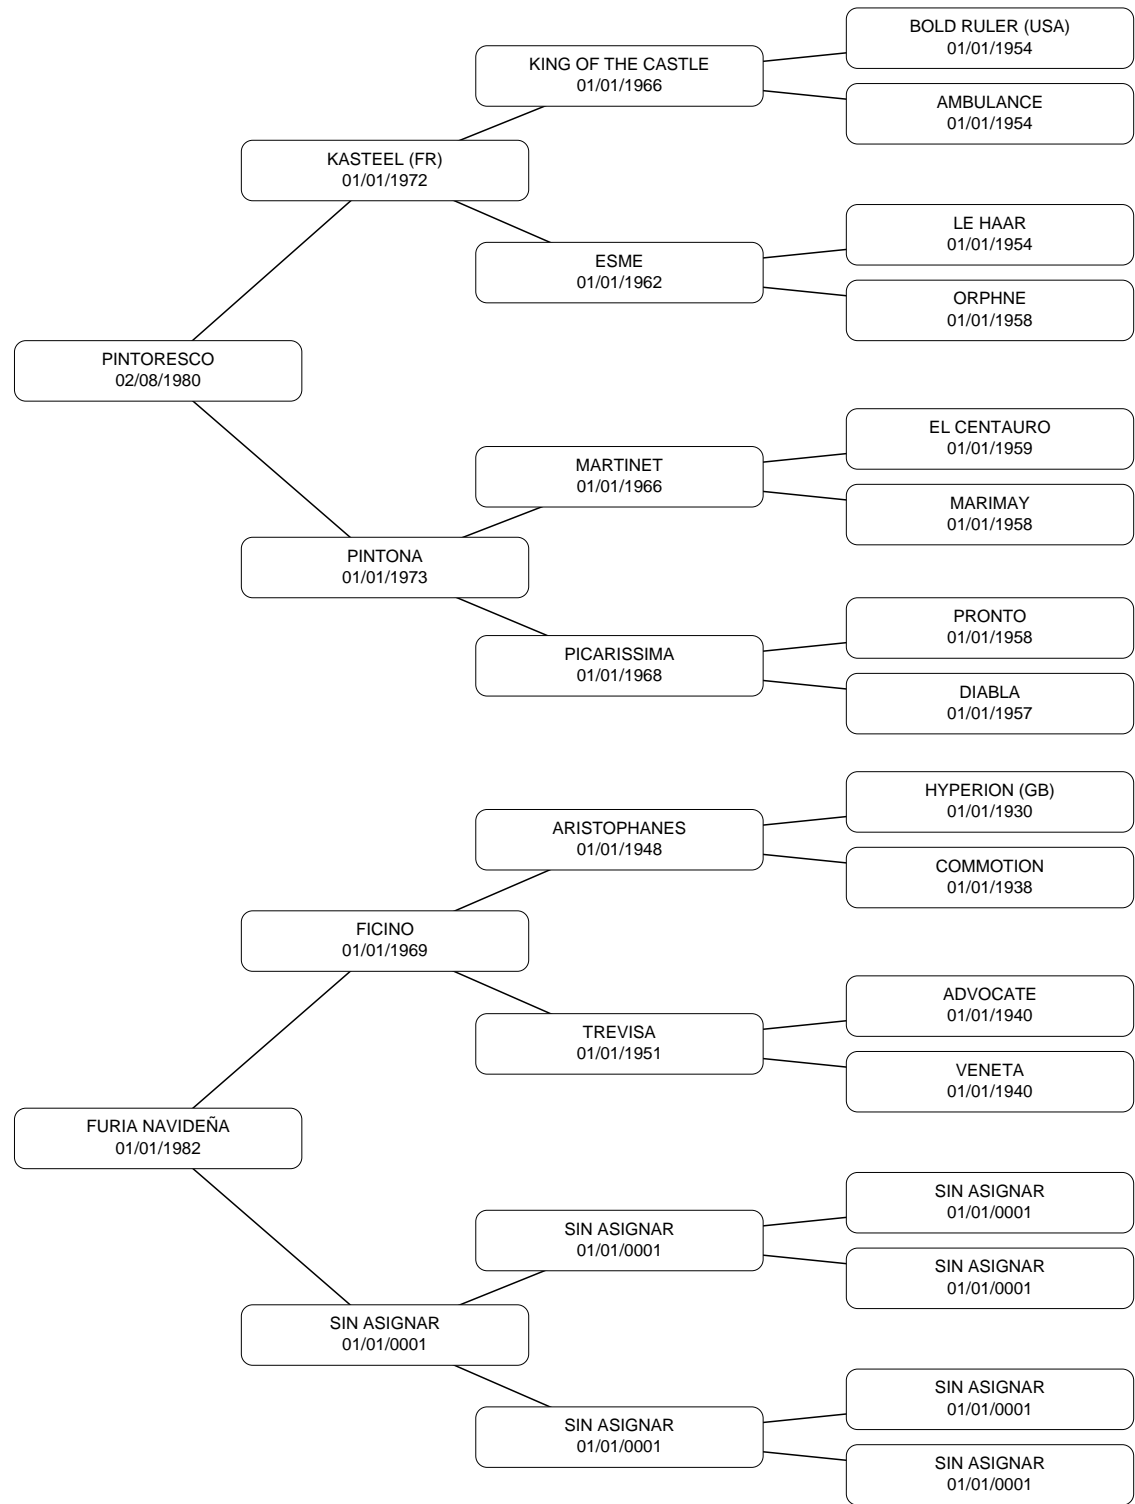 BOLD RULER (USA)
01/01/1954
KING OF THE CASTLE
01/01/1966
AMBULANCE
01/01/1954
KASTEEL (FR)
01/01/1972
LE HAAR
01/01/1954
ESME
01/01/1962
ORPHNE
01/01/1958
PINTORESCO
02/08/1980
EL CENTAURO
01/01/1959
MARTINET
01/01/1966
MARIMAY
01/01/1958
PINTONA
01/01/1973
PRONTO
01/01/1958
PICARISSIMA
01/01/1968
DIABLA
01/01/1957
HYPERION (GB)
01/01/1930
ARISTOPHANES
01/01/1948
COMMOTION
01/01/1938
FICINO
01/01/1969
ADVOCATE
01/01/1940
TREVISA
01/01/1951
VENETA
01/01/1940
FURIA NAVIDEÑA
01/01/1982
SIN ASIGNAR
01/01/0001
SIN ASIGNAR
01/01/0001
SIN ASIGNAR
01/01/0001
SIN ASIGNAR
01/01/0001
SIN ASIGNAR
01/01/0001
SIN ASIGNAR
01/01/0001
SIN ASIGNAR
01/01/0001